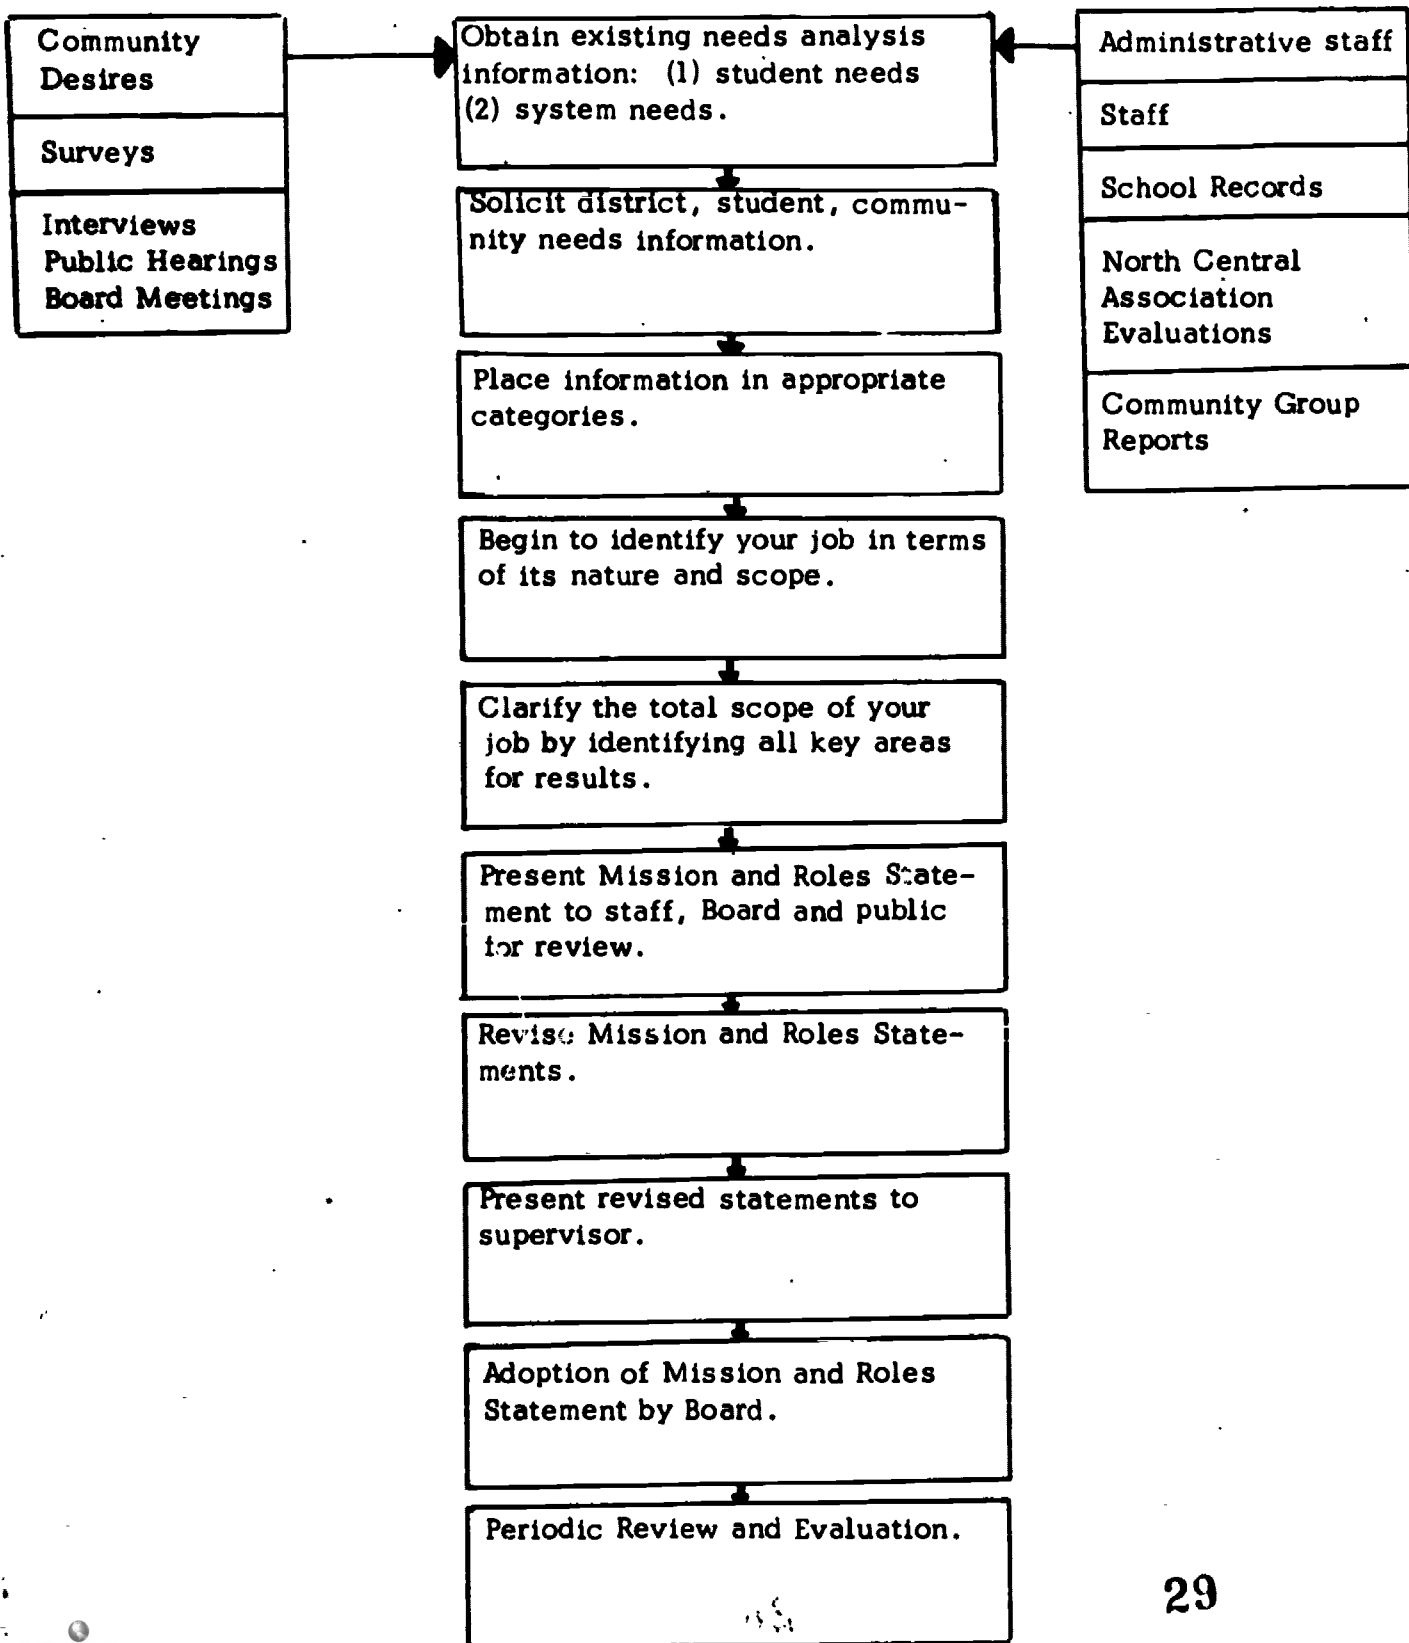 Community
Desires
Surveys
Interviews
Public Hearings
Board Meetings
Obtain existing needs analysis
information: (1) student needs
(2) system needs.
Solicit district, student, commu-
nity needs information.
Place information in appropriate
categories.
Begin to identify your job in terms
of its nature and scope.
Clarify the total scope of your
job by identifying all key areas
for results.
Present Mission and Roles State-
ment to staff, Board and public
for review.
Revise Mission and Roles State-
ments.
Present revised statements to
supervisor.
Adoption of Mission and Roles
Statement by Board.
Periodic Review and Evaluation.
Administrative staff
Staff
School Records
North Central
Association
Evaluations
Community Group
Reports
29